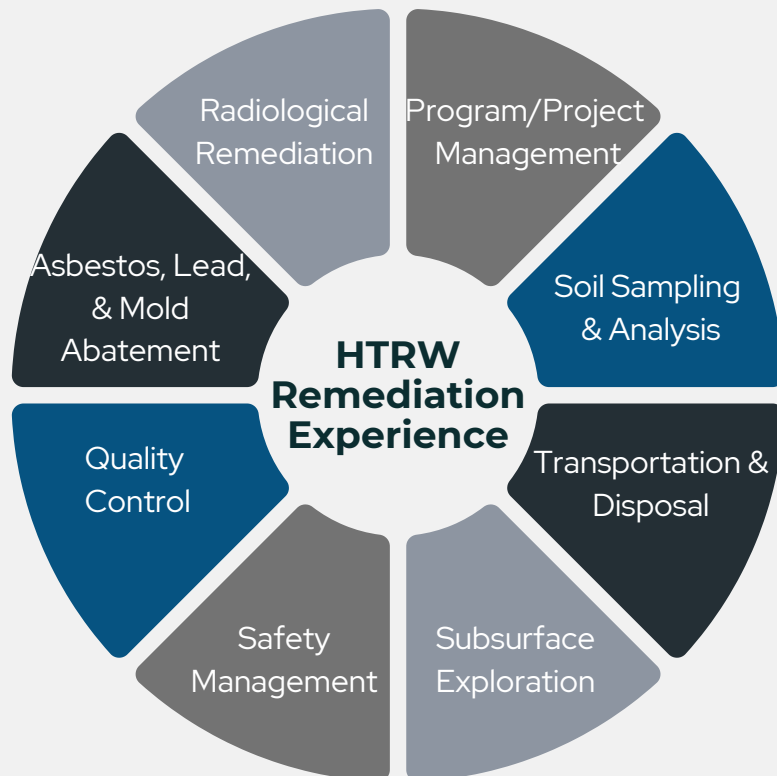 Radiological
Remediation
Program/Project
Management
Soil Sampling
& Analysis
Transportation &
Disposal
Subsurface
Exploration
Safety
Management
Quality
Control
Asbestos, Lead,
& Mold
Abatement
HTRW
Remediation
Experience